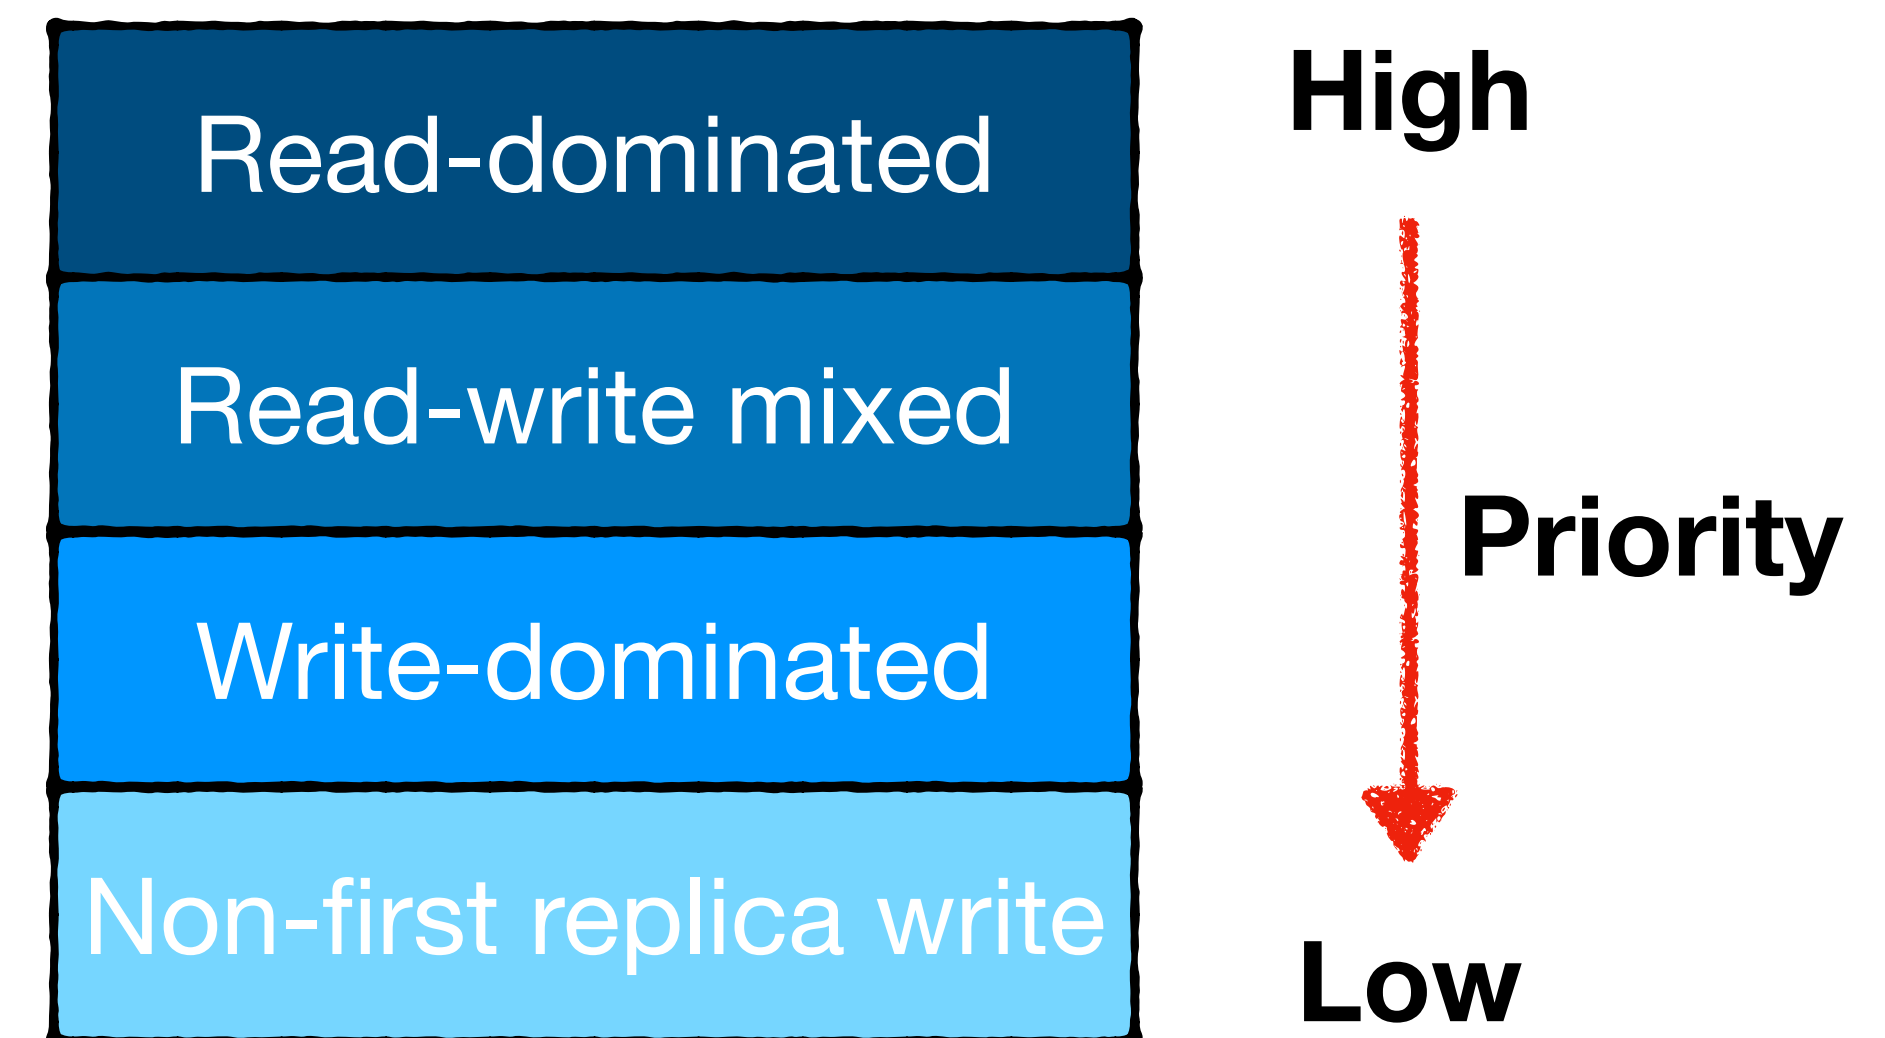 Read-dominated
High
Read-write mixed
Priority
Write-dominated
Non-first replica write
Low